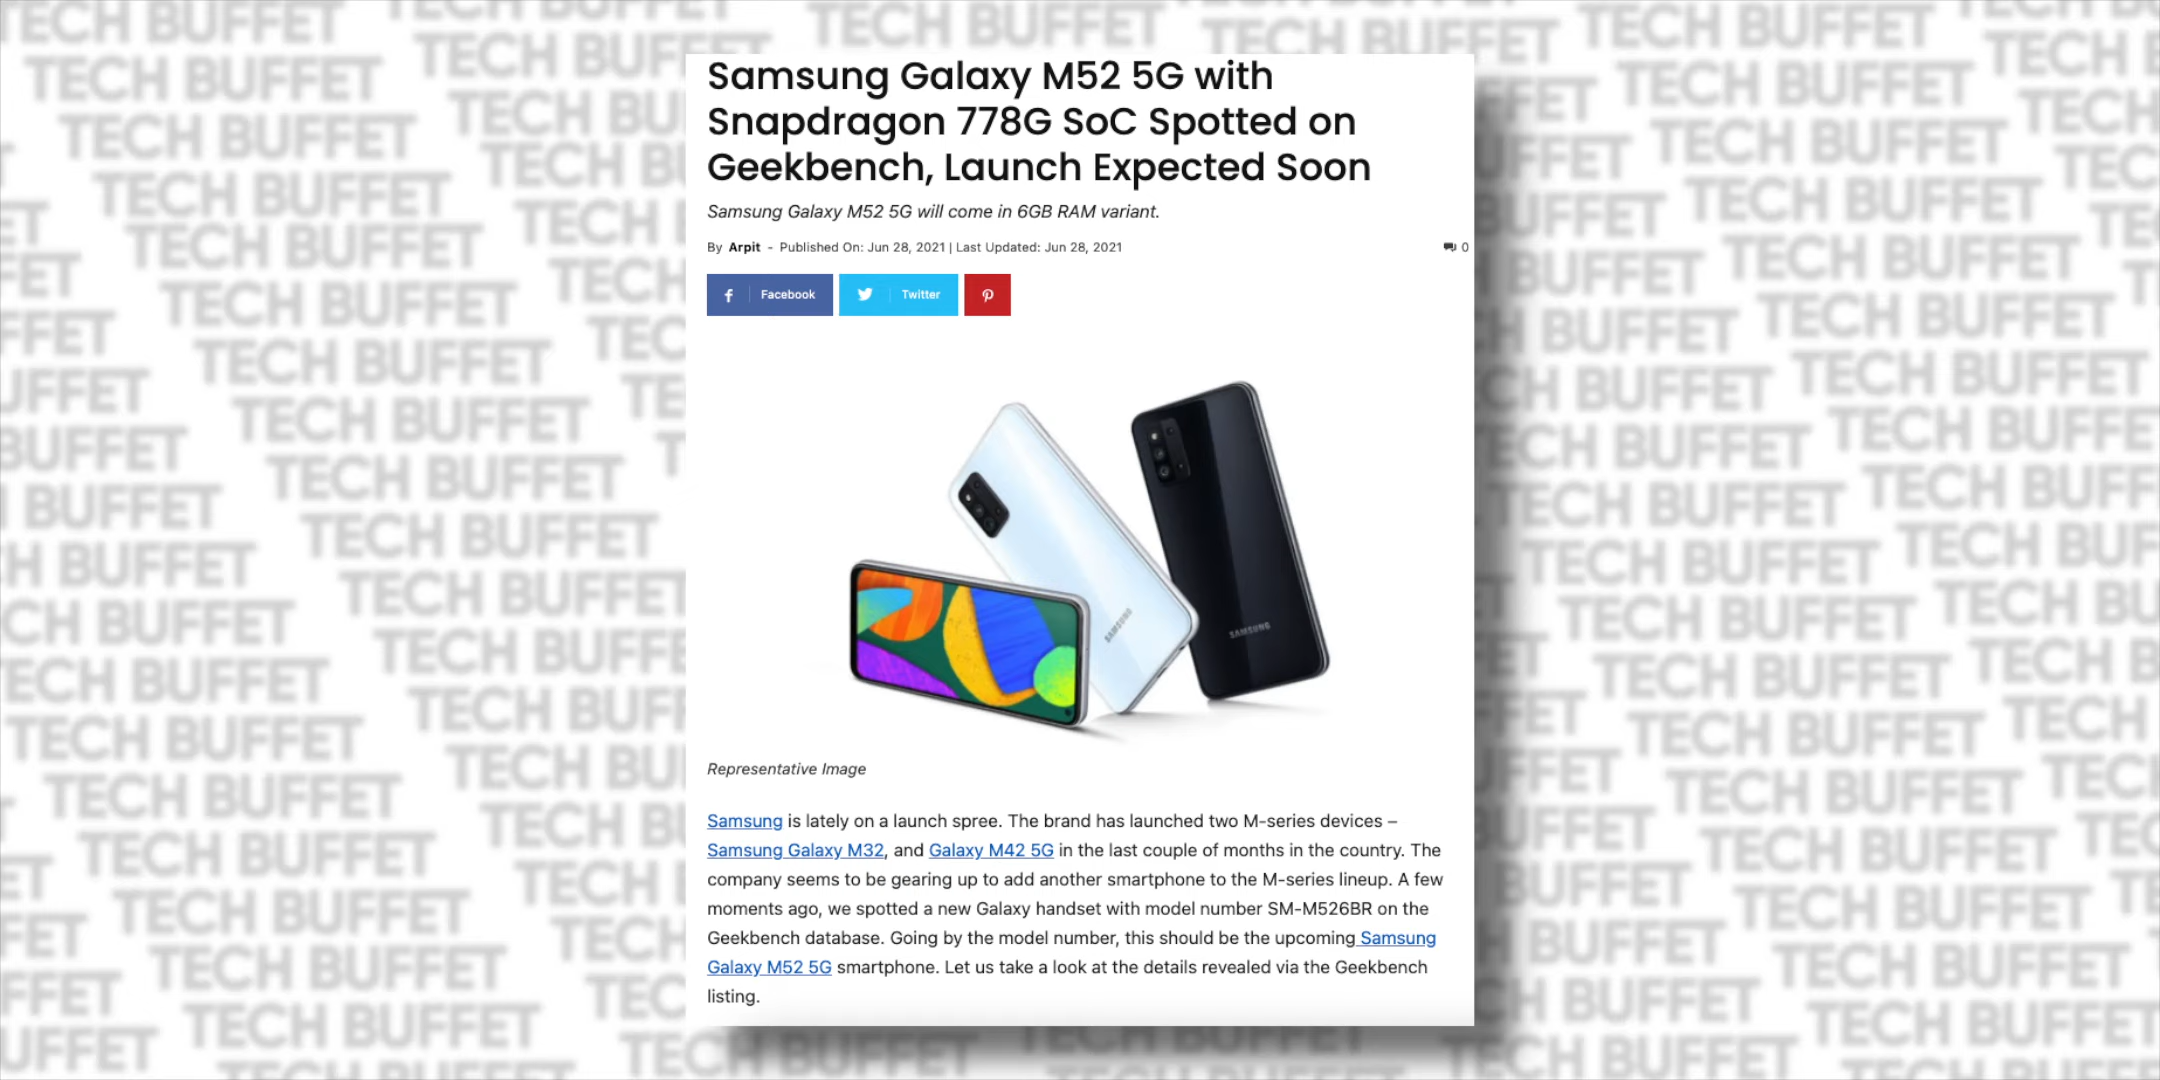 Samsung Galaxy M52 5G with
Snapdragon 778G SoC Spotted on
Geekbench, Launch Expected Soon
Samsung Galaxy M52 5G will come in 6GB RAM variant.
By Arpit - Published On: Jun 28, 2021 | Last Updated: Jun 28, 2021 0
Facebook Twitter
SAMSUNG
SAMSUNG
Representative Image
Samsung is lately on a launch spree. The brand has launched two M-series devices –
Samsung Galaxy M32, and Galaxy M42 5G in the last couple of months in the country. The
company seems to be gearing up to add another smartphone to the M-series lineup. A few
moments ago, we spotted a new Galaxy handset with model number SM-M526BR on the
Geekbench database. Going by the model number, this should be the upcoming Samsung
Galaxy M52 5G smartphone. Let us take a look at the details revealed via the Geekbench
listing.
TECH BUFFET